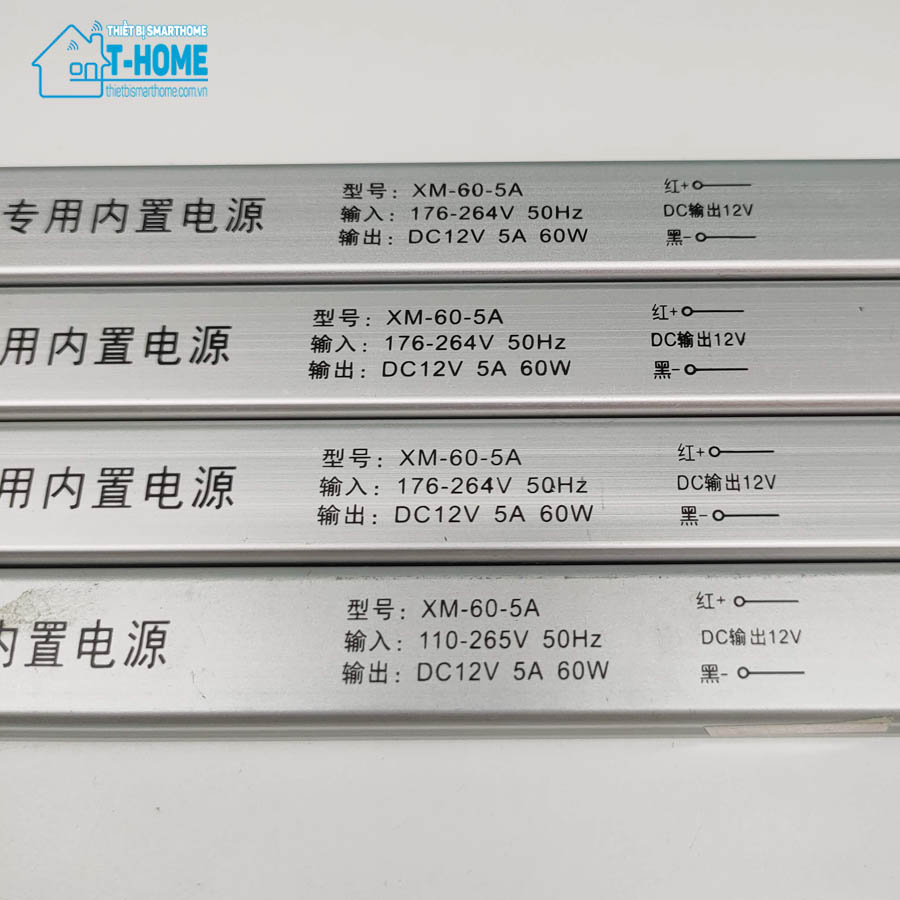 THIẾT BỊ SMARTHOME
T-HOME
thietbismarthome.com.vn
专用内置电源
型号: XM-60-5A
输入: 176-264V 50Hz
输出: DC12V 5A 60W
红+
DC输出12V
黑-
用内置电源
型号: XM-60-5A
输入: 176-264V 50Hz
输出: DC12V 5A 60W
红+
DC输出12V
黑-
用内置电源
型号: XM-60-5A
输入: 176-264V 50Hz
输出: DC12V 5A 60W
红+
DC输出12V
黑-
内置电源
型号: XM-60-5A
输入: 110-265V 50Hz
输出: DC12V 5A 60W
红+
DC输出12V
黑-